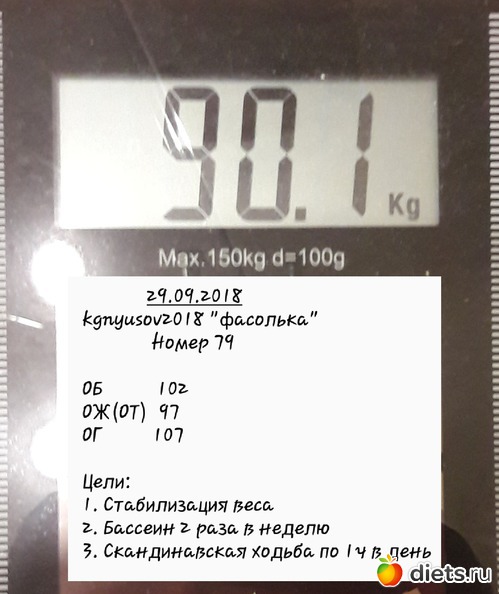 90.1 Kg
Max.150kg d=100g
29.09.2018
kgnyusov2018 "фасолька"
Номер 79
ОБ 102
ОЖ(ОТ) 97
ОГ 107
Цели:
1. Стабилизация веса
2. Бассеин 2 раза в неделю
3. Скандинавская ходьба по 1ч в день
diets.ru